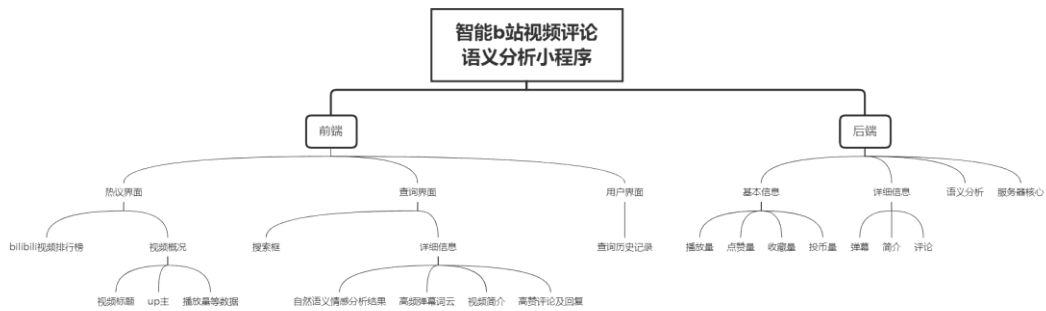 智能b站视频评论
语义分析小程序
前端
后端
热议界面
查询界面
用户界面
基本信息
详细信息
语义分析
服务器核心
bilibili视频排行榜
视频概况
搜索框
详细信息
查询历史记录
播放量
点赞量
收藏量
投币量
弹幕
简介
评论
视频标题
up主
播放量等数据
自然语义情感分析结果
高频弹幕词云
视频简介
高赞评论及回复